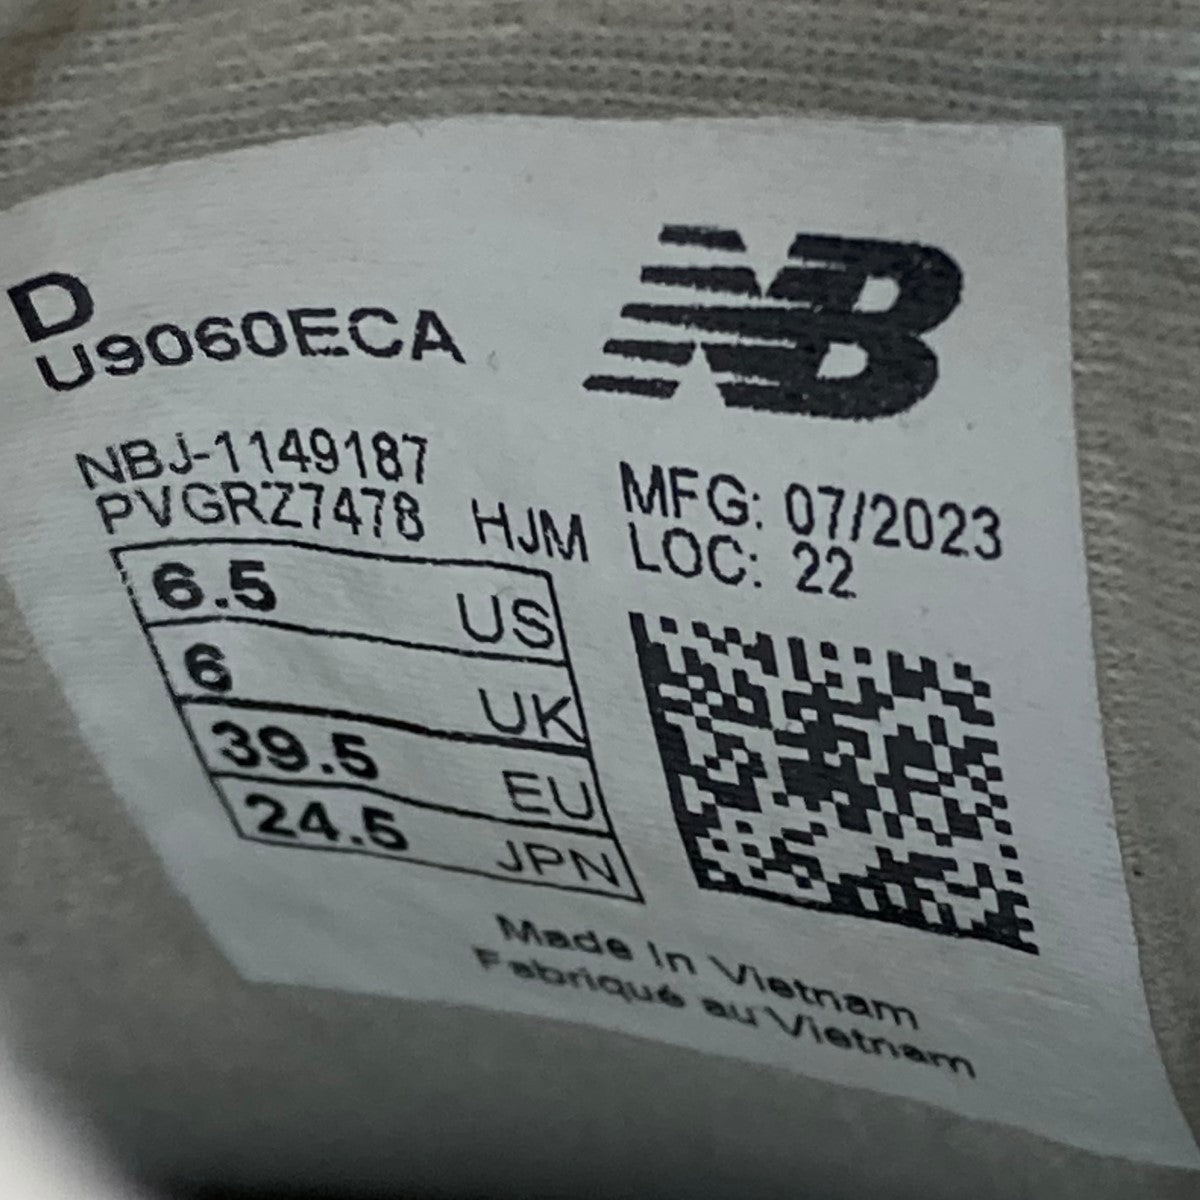 NB
D
U9060ECA
NBJ-1149187
PVGRZ7478 HJM
MFG: 07/2023
LOC: 22
6.5 US
6 UK
39.5 EU
24.5 JPN
Made In Vietnam
Fabriqué au Vietnam